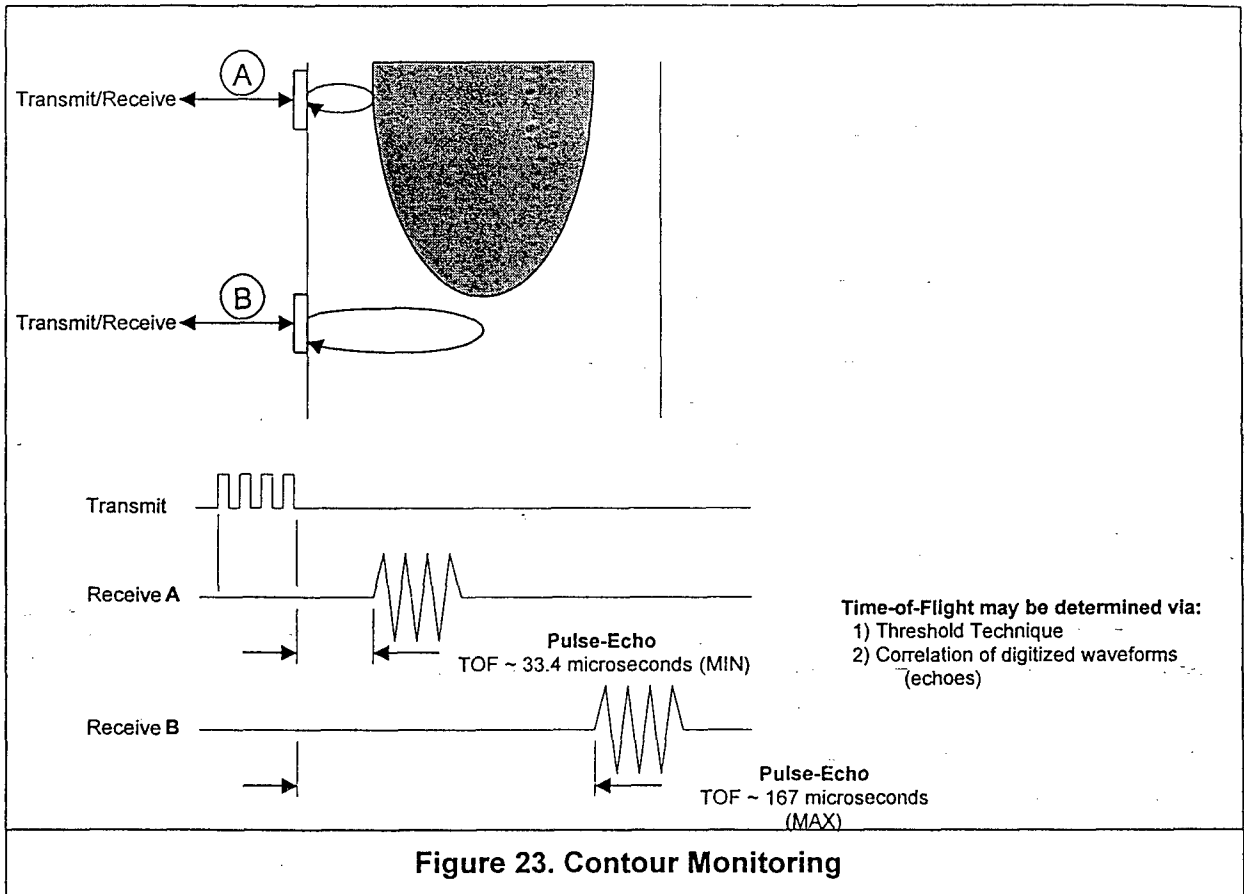 A
Transmit/Receive
B
Transmit/Receive
Transmit
Receive A
Pulse-Echo
TOF ~ 33.4 microseconds (MIN)
Time-of-Flight may be determined via:
1) Threshold Technique
2) Correlation of digitized waveforms
(echoes)
Receive B
Pulse-Echo
TOF ~ 167 microseconds
(MAX)
Figure 23. Contour Monitoring